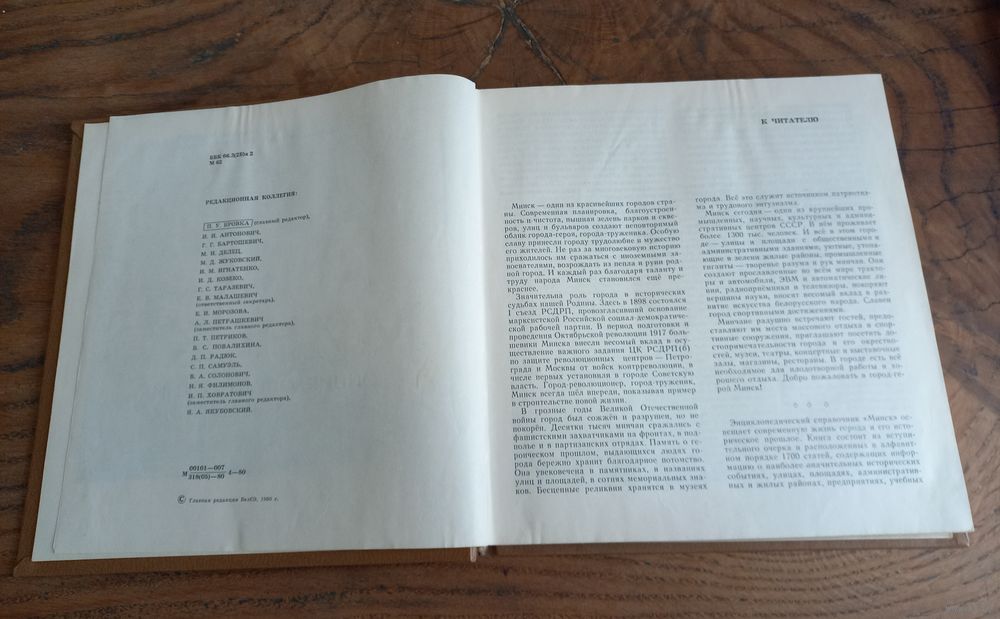 ББК 66.3(2Б)я 2
М 62
РЕДАКЦИОННАЯ КОЛЛЕГИЯ:
П. У. БРОВКА (главный редактор),
И. И. АНТОНОВИЧ,
Г. Г. БАРТОШЕВИЧ,
М. И. ДЕЛЕЦ,
М. Д. ЖУКОВСКИЙ,
И. М. ИГНАТЕНКО,
И. Д. КОЗЕКО,
Г. С. ТАРАЛЕВИЧ,
Е. В. МАЛАШЕВИЧ
(ответственный секретарь),
Е. И. МОРОЗОВА,
А. Л. ПЕТРАШКЕВИЧ
(заместитель главного редактора),
П. Т. ПЕТРИКОВ,
В. С. ПОВАЛИХИНА,
Л. П. РАДЮК,
С. П. САМУЭЛЬ,
В. А. СОЛОНОВИЧ,
Н. Я. ФИЛИМОНОВ,
И. П. ХОВРАТОВИЧ
(заместитель главного редактора),
Я. А. ЯКУБОВСКИЙ.
М 00101—007 4—80
318(05)—80
© Главная редакция БелСЭ, 1980 г.
К ЧИТАТЕЛЮ
Минск — один из красивейших городов стра-
ны. Современная планировка, благоустроен-
ность и чистота, пышная зелень парков и скве-
ров, улиц и бульваров создают неповторимый
облик города-героя, города-труженика. Особую
славу принесли городу трудолюбие и мужество
его жителей. Не раз за многовековую историю
приходилось им сражаться с иноземными за-
воевателями, возрождать из пепла и руин род-
ной город. И каждый раз благодаря таланту и
труду народа Минск становился ещё пре-
краснее.
Значительна роль города в исторических
судьбах нашей Родины. Здесь в 1898 состоялся
I съезд РСДРП, провозгласивший основание
марксистской Российской социал-демократиче-
ской рабочей партии. В период подготовки и
проведения Октябрьской революции 1917 боль-
шевики Минска внесли весомый вклад в осу-
ществление важного задания ЦК РСДРП(б)
по защите революционных центров — Петро-
града и Москвы от войск контрреволюции, в
числе первых установили в городе Советскую
власть. Город-революционер, город-труженик,
Минск всегда шёл впереди, показывая пример
в строительстве новой жизни.
В грозные годы Великой Отечественной
войны город был сожжён и разрушен, но не
покорён. Десятки тысяч минчан сражались с
фашистскими захватчиками на фронтах, в под-
полье и в партизанских отрядах. Память о ге-
роическом прошлом, выдающихся людях го-
рода бережно хранит благодарное потомство.
Она увековечена в памятниках, в названиях
улиц и площадей, в сотнях мемориальных зна-
ков. Бесценные реликвии хранятся в музеях
города. Всё это служит источником патриотиз-
ма и трудового энтузиазма.
Минск сегодня — один из крупнейших про-
мышленных, научных, культурных и админи-
стративных центров СССР. В нём проживает
более 1300 тыс. человек. И всё в этом горо-
де — улицы и площади с общественными и
административными зданиями, уютные, утопа-
ющие в зелени жилые районы, промышленные
гиганты — творенье разума и рук минчан. Они
создают прославленные во всём мире тракто-
ры и автомобили, ЭВМ и автоматические ли-
нии, радиоприёмники и телевизоры, покоряют
вершины науки, вносят весомый вклад в раз-
витие искусства белорусского народа. Славен
город спортивными достижениями.
Минчане радушно встречают гостей, предо-
ставляют им места массового отдыха и спор-
тивные сооружения, приглашают посетить до-
стопримечательности города и его окрестно-
стей, музеи, театры, концертные и выставочные
залы, магазины, рестораны. В городе есть всё
необходимое для плодотворной работы и хо-
рошего отдыха. Добро пожаловать в город-ге-
рой Минск!
Энциклопедический справочник «Минск» ос-
вещает современную жизнь города и его исто-
рическое прошлое. Книга состоит из вступи-
тельного очерка и расположенных в алфавит-
ном порядке 1700 статей, содержащих инфор-
мацию о наиболее значительных исторических
событиях, улицах, площадях, административ-
ных и жилых районах, предприятиях, учебных